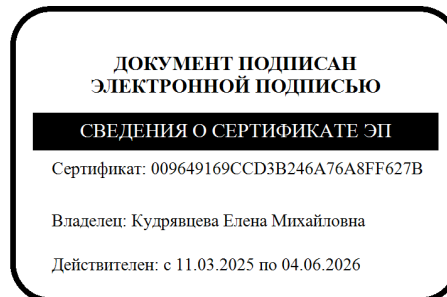 ДОКУМЕНТ ПОДПИСАН
ЭЛЕКТРОННОЙ ПОДПИСЬЮ
СВЕДЕНИЯ О СЕРТИФИКАТЕ ЭП
Сертификат: 009649169CCD3B246A76A8FF627B
Владелец: Кудрявцева Елена Михайловна
Действителен: с 11.03.2025 по 04.06.2026